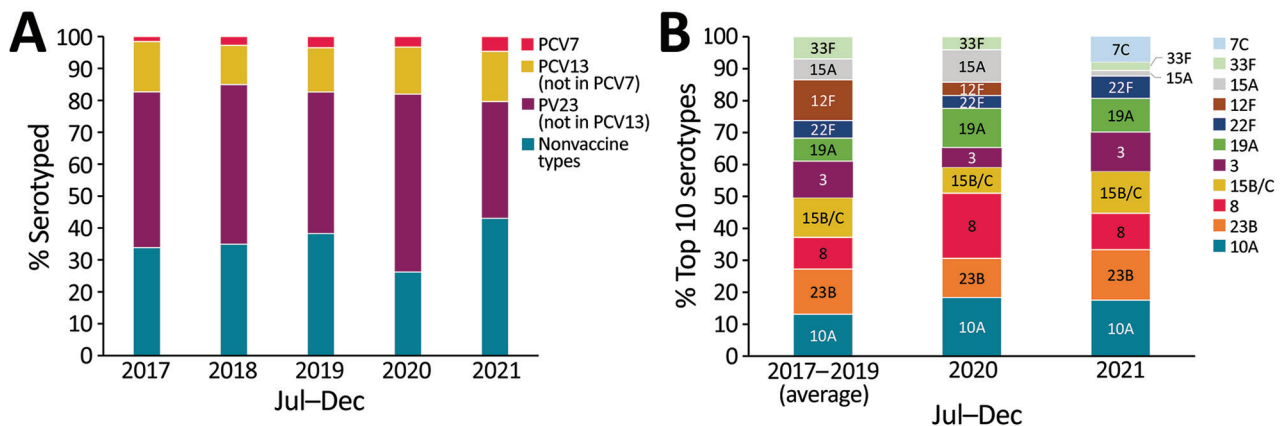 A
100
90
80
70
60
50
40
30
20
10
0
% Serotyped
2017
2018
2019
2020
2021
Jul–Dec
PCV7
PCV13
(not in PCV7)
PV23
(not in PCV13)
Nonvaccine
types
B
100
90
80
70
60
50
40
30
20
10
0
% Top 10 serotypes
33F
15A
12F
22F
19A
3
15B/C
8
23B
10A
33F
15A
12F
22F
19A
3
15B/C
8
23B
10A
7C
33F
15A
22F
19A
3
15B/C
8
23B
10A
2017–2019
(average)
2020
2021
Jul–Dec
7C
33F
15A
12F
22F
19A
3
15B/C
8
23B
10A